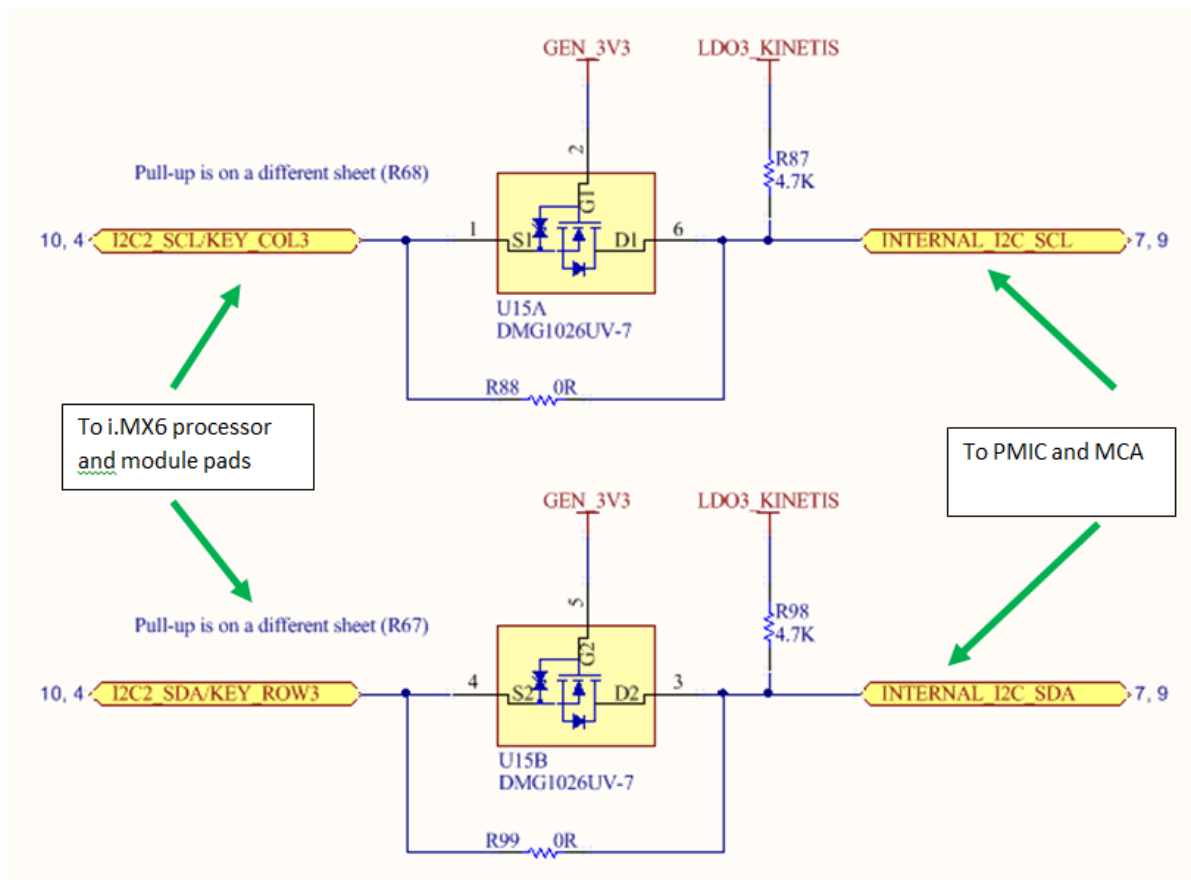 GEN_3V3
LDO3_KINETIS
2
R87
4.7K
Pull-up is on a different sheet (R68)
G1
10, 4
I2C2_SCL/KEY_COL3
1
S1
D1
6
INTERNAL_I2C_SCL
7, 9
U15A
DMG1026UV-7
R88
0R
To i.MX6 processor
and module pads
To PMIC and MCA
GEN_3V3
LDO3_KINETIS
5
R98
4.7K
Pull-up is on a different sheet (R67)
G2
10, 4
I2C2_SDA/KEY_ROW3
4
S2
D2
3
INTERNAL_I2C_SDA
7, 9
U15B
DMG1026UV-7
R99
0R